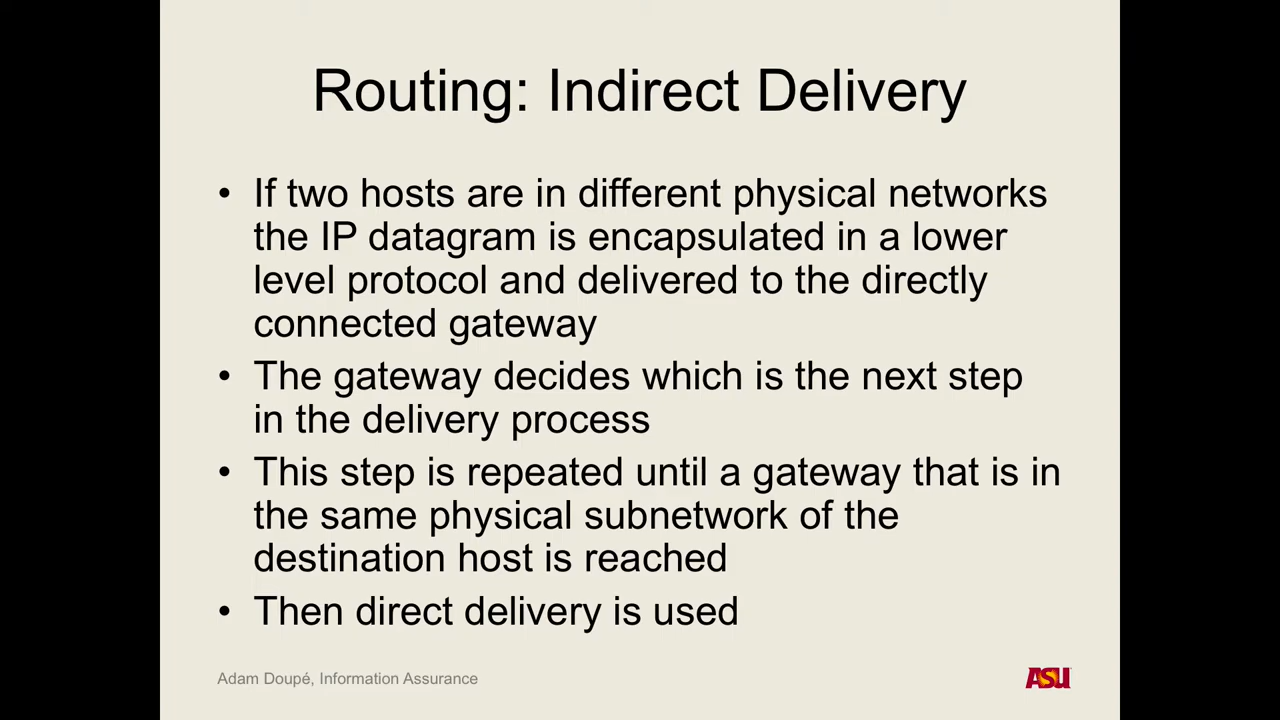 Routing: Indirect Delivery
• If two hosts are in different physical networks
the IP datagram is encapsulated in a lower
level protocol and delivered to the directly
connected gateway
• The gateway decides which is the next step
in the delivery process
• This step is repeated until a gateway that is in
the same physical subnetwork of the
destination host is reached
• Then direct delivery is used
Adam Doupé, Information Assurance
ASU